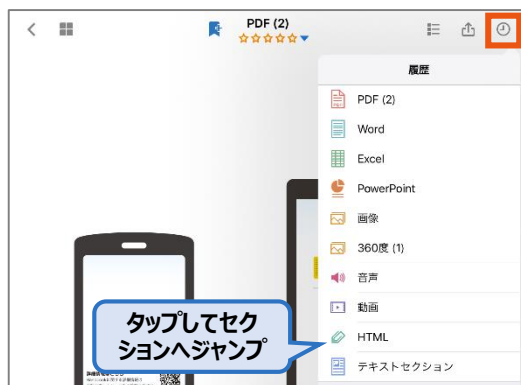 PDF (2)
履歴
PDF (2)
Word
Excel
PowerPoint
画像
360度 (1)
音声
動画
HTML
テキストセクション
タップしてセク
ションへジャンプ